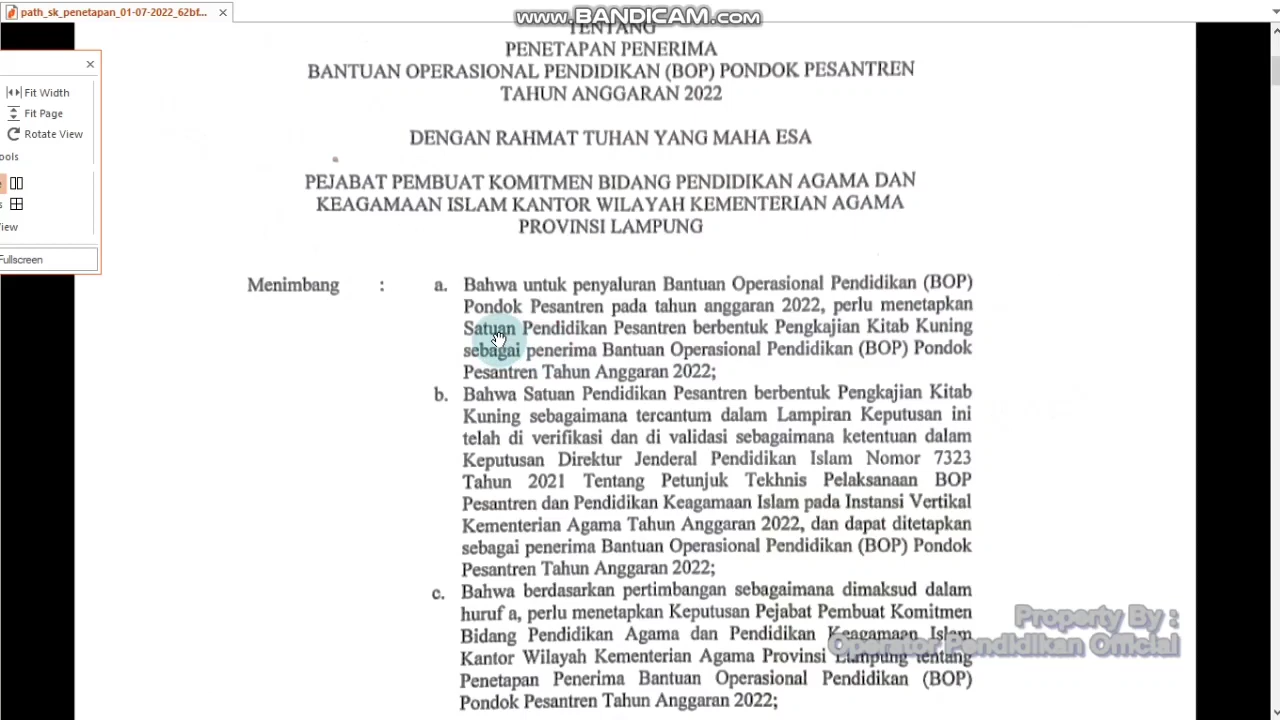 path_sk_penetapan_01-07-2022_62bf...
www.BANDICAM.com
TENTANG
PENETAPAN PENERIMA
BANTUAN OPERASIONAL PENDIDIKAN (BOP) PONDOK PESANTREN
TAHUN ANGGARAN 2022
DENGAN RAHMAT TUHAN YANG MAHA ESA
PEJABAT PEMBUAT KOMITMEN BIDANG PENDIDIKAN AGAMA DAN
KEAGAMAAN ISLAM KANTOR WILAYAH KEMENTERIAN AGAMA
PROVINSI LAMPUNG
Fit Width
Fit Page
Rotate View
ools
iew
Fullscreen
Menimbang : a. Bahwa untuk penyaluran Bantuan Operasional Pendidikan (BOP)
Pondok Pesantren pada tahun anggaran 2022, perlu menetapkan
Satuan Pendidikan Pesantren berbentuk Pengkajian Kitab Kuning
sebagai penerima Bantuan Operasional Pendidikan (BOP) Pondok
Pesantren Tahun Anggaran 2022;
b. Bahwa Satuan Pendidikan Pesantren berbentuk Pengkajian Kitab
Kuning sebagaimana tercantum dalam Lampiran Keputusan ini
telah di verifikasi dan di validasi sebagaimana ketentuan dalam
Keputusan Direktur Jenderal Pendidikan Islam Nomor 7323
Tahun 2021 Tentang Petunjuk Tekhnis Pelaksanaan BOP
Pesantren dan Pendidikan Keagamaan Islam pada Instansi Vertikal
Kementerian Agama Tahun Anggaran 2022, dan dapat ditetapkan
sebagai penerima Bantuan Operasional Pendidikan (BOP) Pondok
Pesantren Tahun Anggaran 2022;
c. Bahwa berdasarkan pertimbangan sebagaimana dimaksud dalam
huruf a, perlu menetapkan Keputusan Pejabat Pembuat Komitmen
Bidang Pendidikan Agama dan Pendidikan Keagamaan Islam
Kantor Wilayah Kementerian Agama Provinsi Lampung tentang
Penetapan Penerima Bantuan Operasional Pendidikan (BOP)
Pondok Pesantren Tahun Anggaran 2022;
Property By :
Operator Pendidikan Official